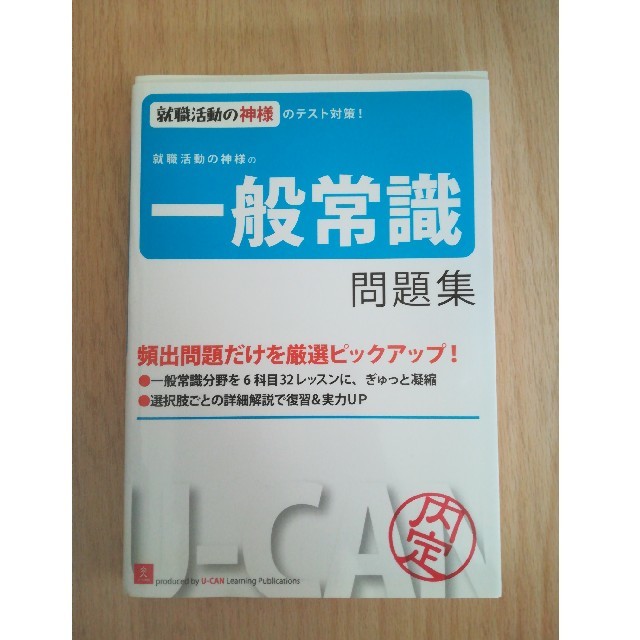 就職活動の神様のテスト対策！
就職活動の神様の
一般常識
問題集
頻出問題だけを厳選ピックアップ！
●一般常識分野を6科目32レッスンに、ぎゅっと凝縮
●選択肢ごとの詳細解説で復習&実力UP
U-CAN
内定
produced by U-CAN Learning Publications